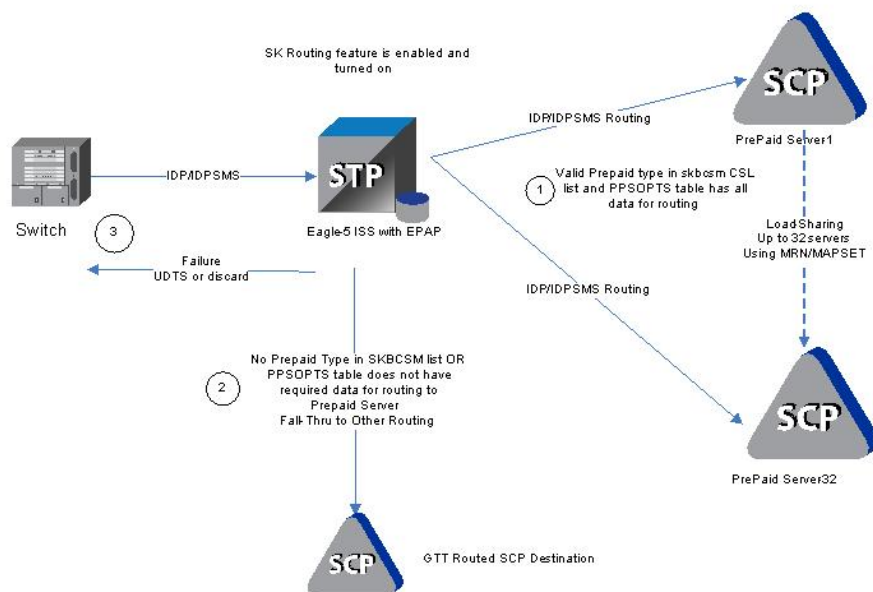 SK Routing feature is enabled and
turned on
SCP
PrePaid Server1
IDP/IDPSMS Routing
IDP/IDPSMS
STP
1
Valid Prepaid type in skbcsm CSL
list and PPSOPTS table has all
data for routing
Switch
3
Eagle-5 ISS with EPAP
Load-Sharing
Up to 32 servers
Using MRN/MAPSET
Failure
UDTS or discard
IDP/IDPSMS Routing
2
No Prepaid Type in SKBCSM list OR
PPSOPTS table does not have
required data for routing to
Prepaid Server
Fall-Thru to Other Routing
SCP
PrePaid Server32
SCP
GTT Routed SCP Destination